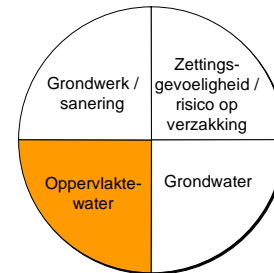 Grondwerk /
sanering
Zettings-
gevoeligheid /
risico op
verzakking
Oppervlakte-
water
Grondwater